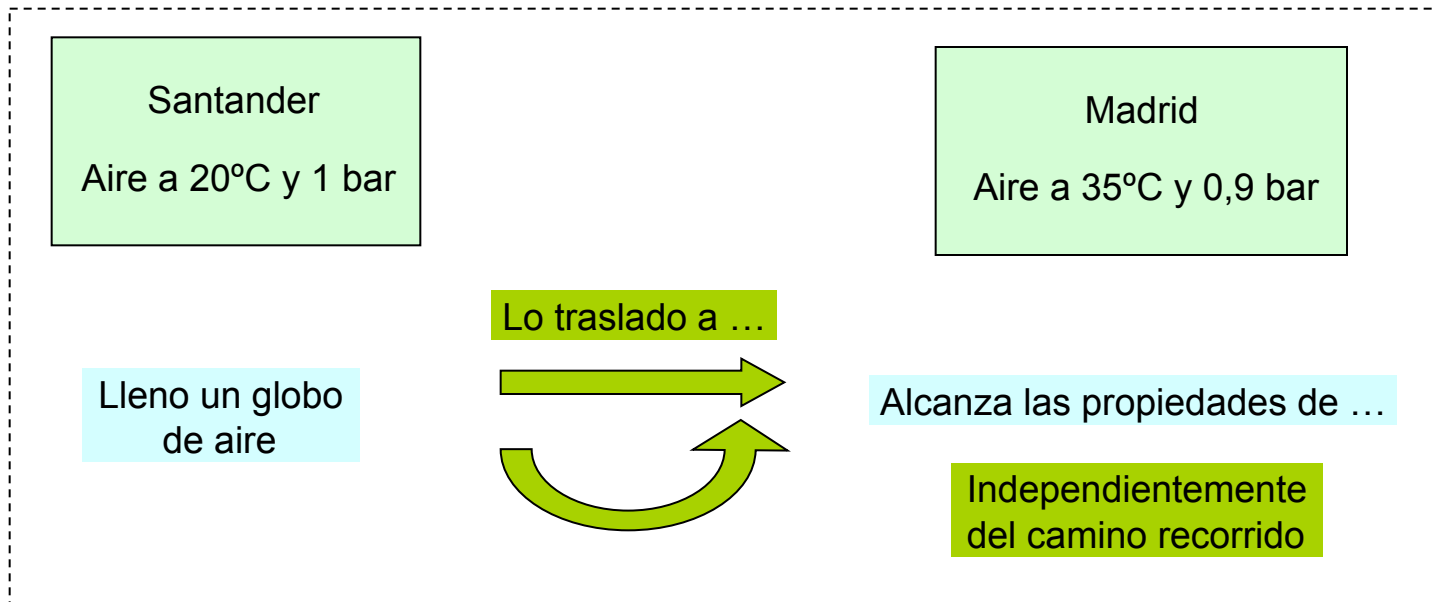 Santander
Aire a 20ºC y 1 bar
Madrid
Aire a 35ºC y 0,9 bar
Lo traslado a …
Lleno un globo
de aire
Alcanza las propiedades de …
Independientemente
del camino recorrido